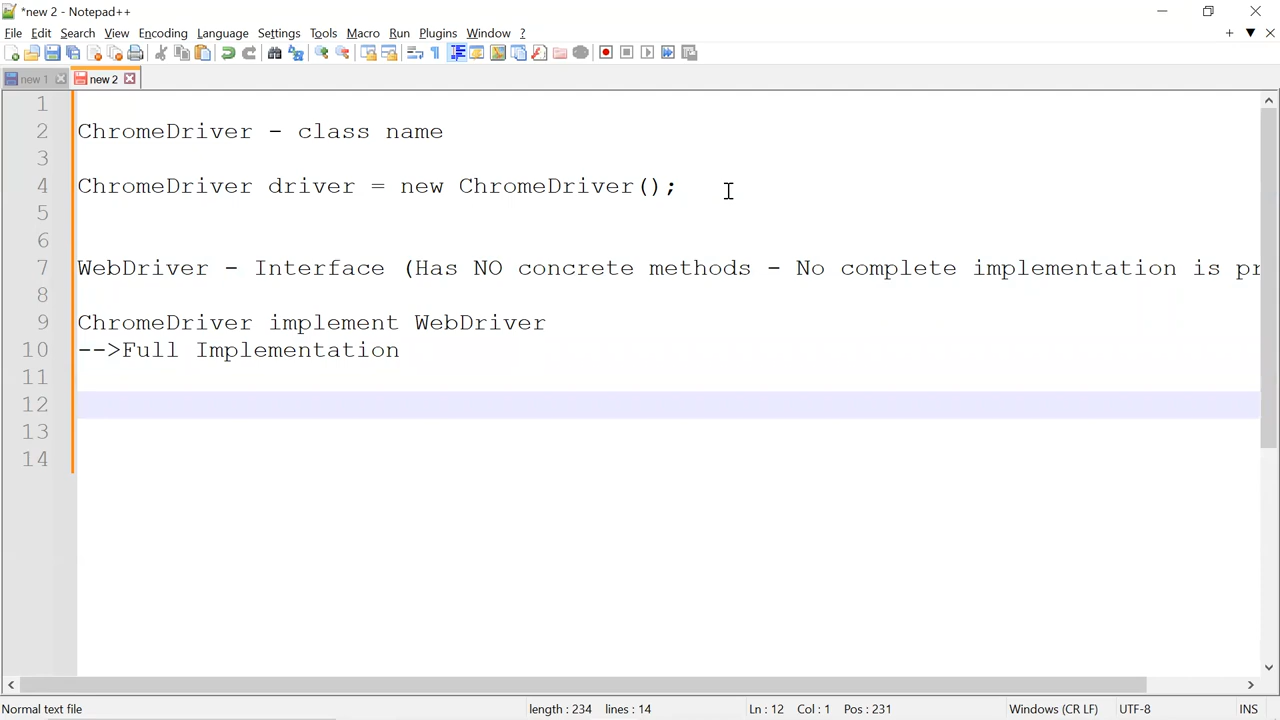 *new 2 - Notepad++
File Edit Search View Encoding Language Settings Tools Macro Run Plugins Window ?
new 1 new 2
1
2 ChromeDriver - class name
3
4 ChromeDriver driver = new ChromeDriver();
5
6
7 WebDriver - Interface (Has NO concrete methods - No complete implementation is pr
8
9 ChromeDriver implement WebDriver
10 -->Full Implementation
11
12
13
14
Normal text file length : 234 lines : 14 Ln : 12 Col : 1 Pos : 231 Windows (CR LF) UTF-8 INS